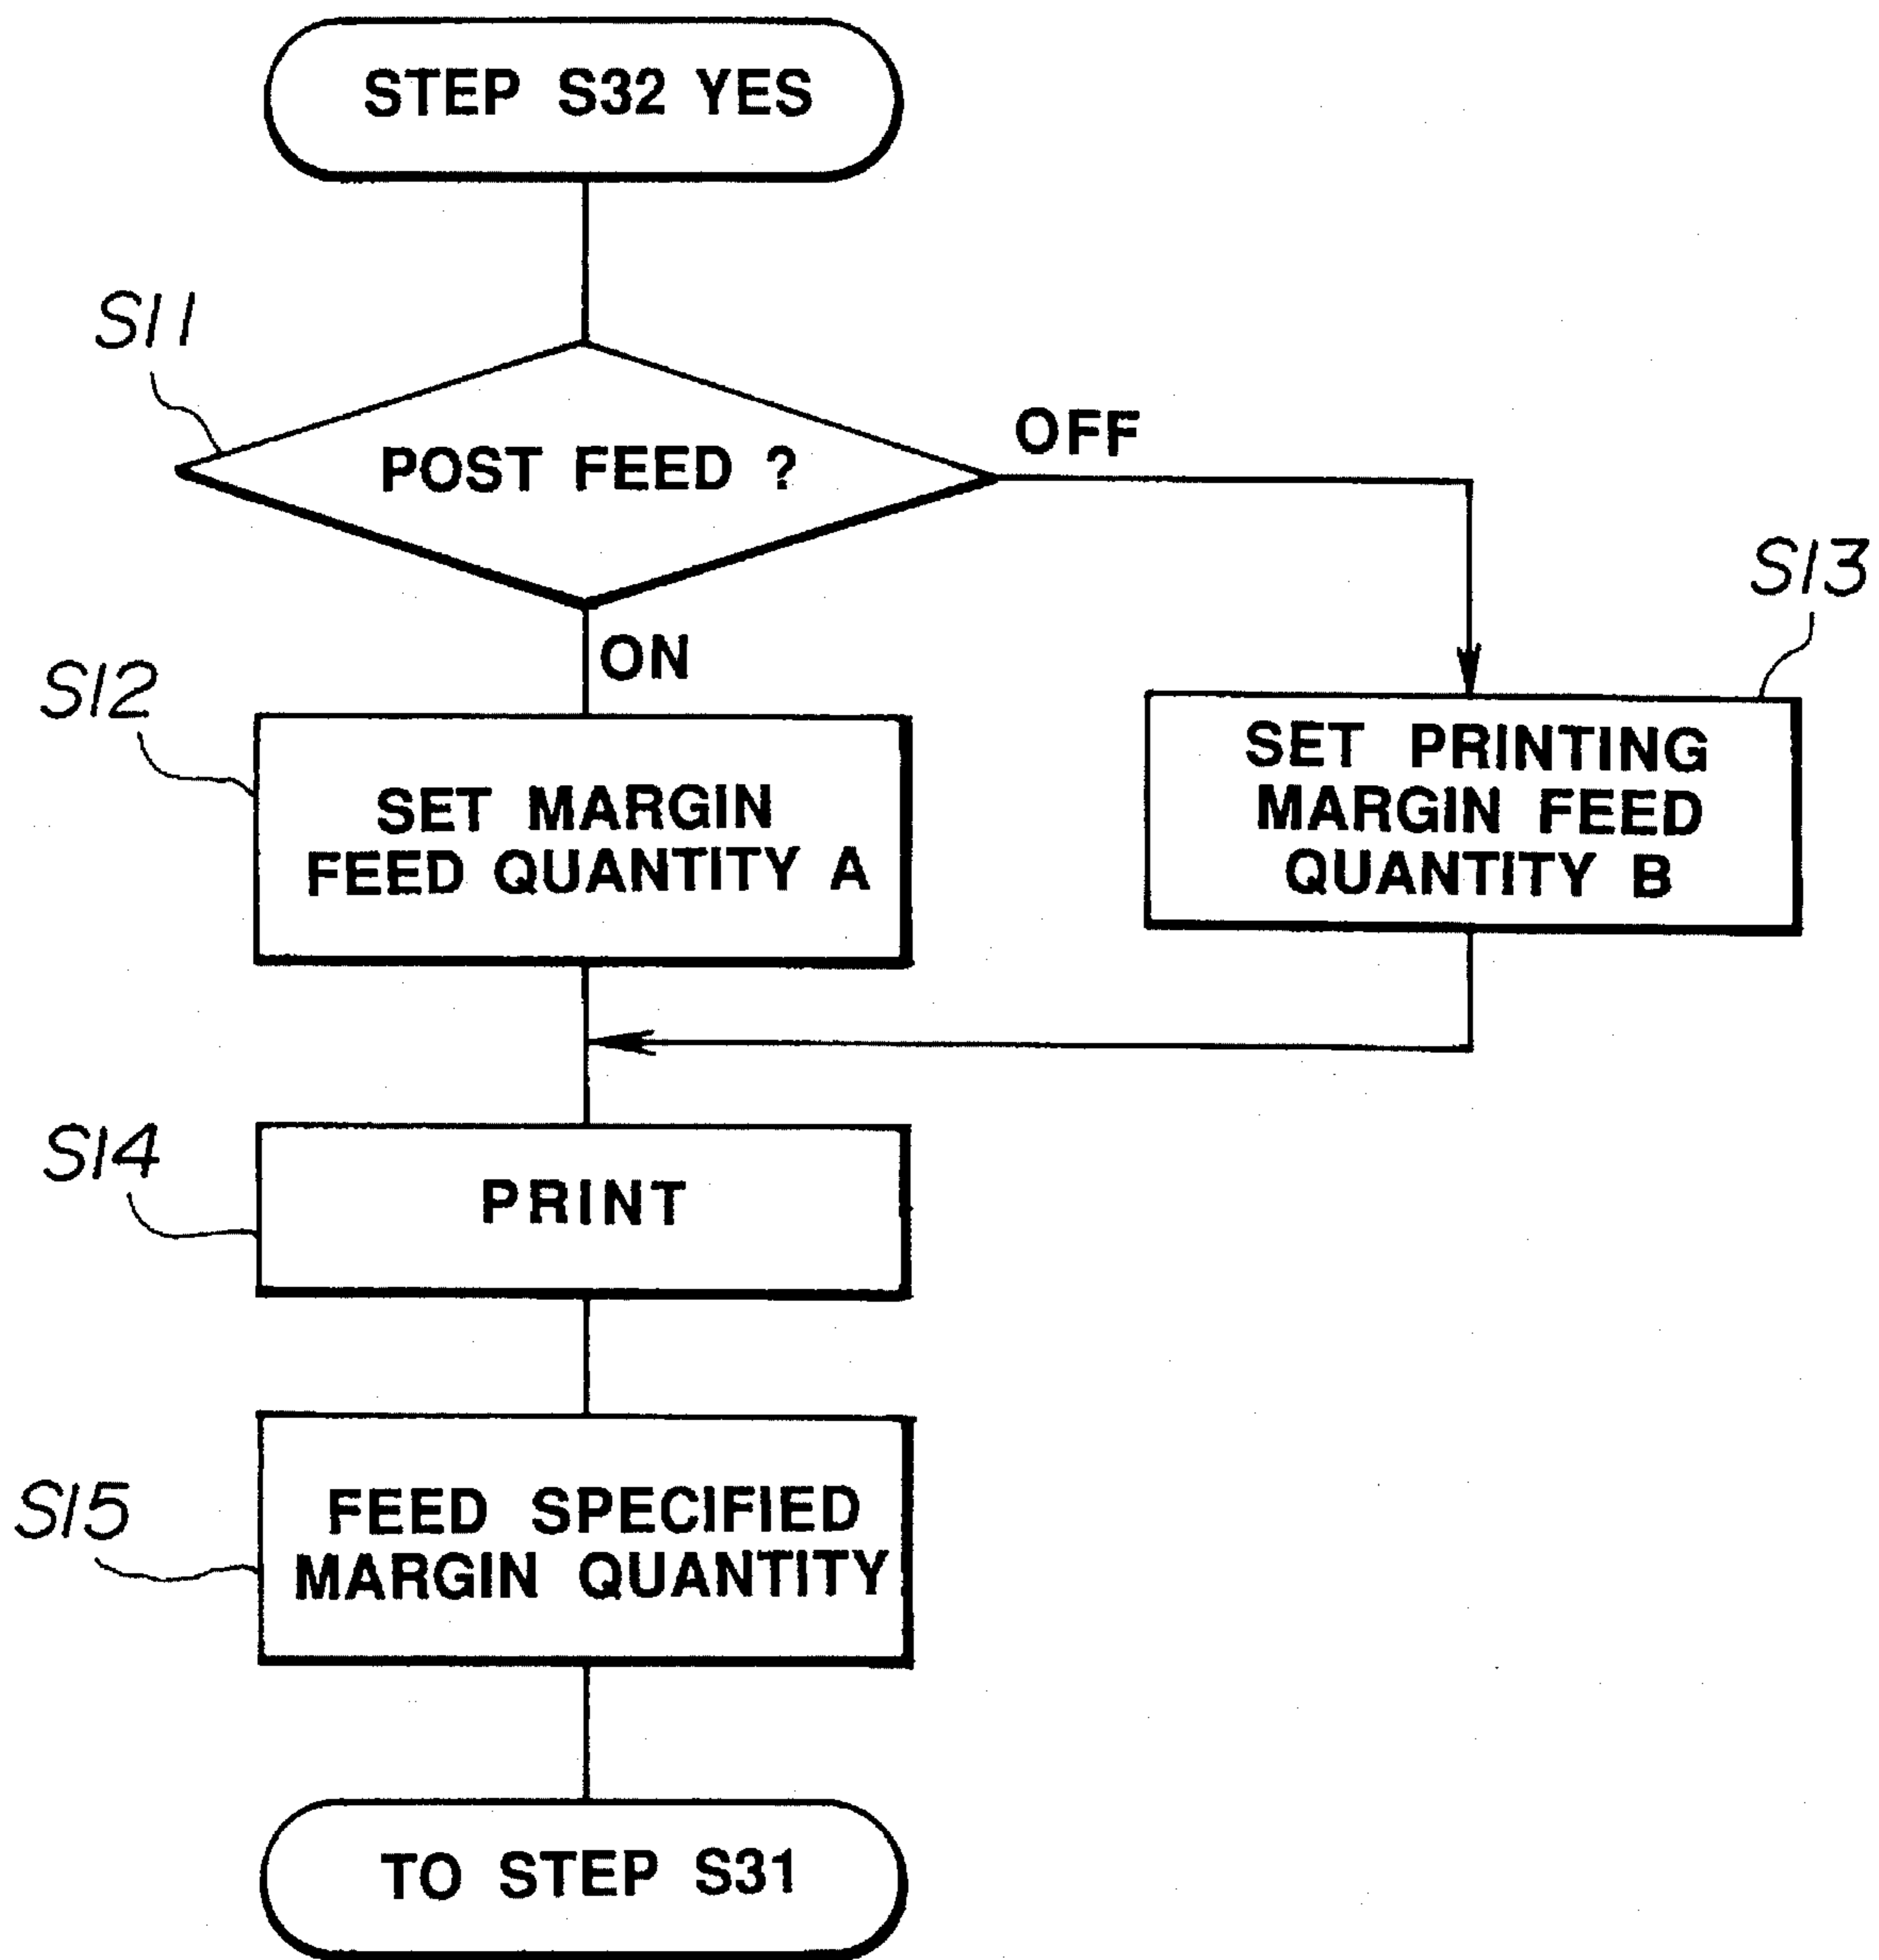 STEP S32 YES
S11
POST FEED ?
OFF
ON
S12
SET MARGIN
FEED QUANTITY A
S13
SET PRINTING
MARGIN FEED
QUANTITY B
S14
PRINT
S15
FEED SPECIFIED
MARGIN QUANTITY
TO STEP S31